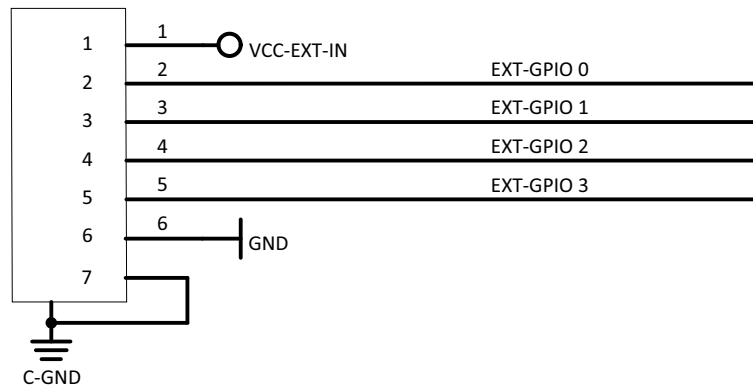 1 1 VCC-EXT-IN
2 2 EXT-GPIO 0
3 3 EXT-GPIO 1
4 4 EXT-GPIO 2
5 5 EXT-GPIO 3
6 6 GND
7
C-GND